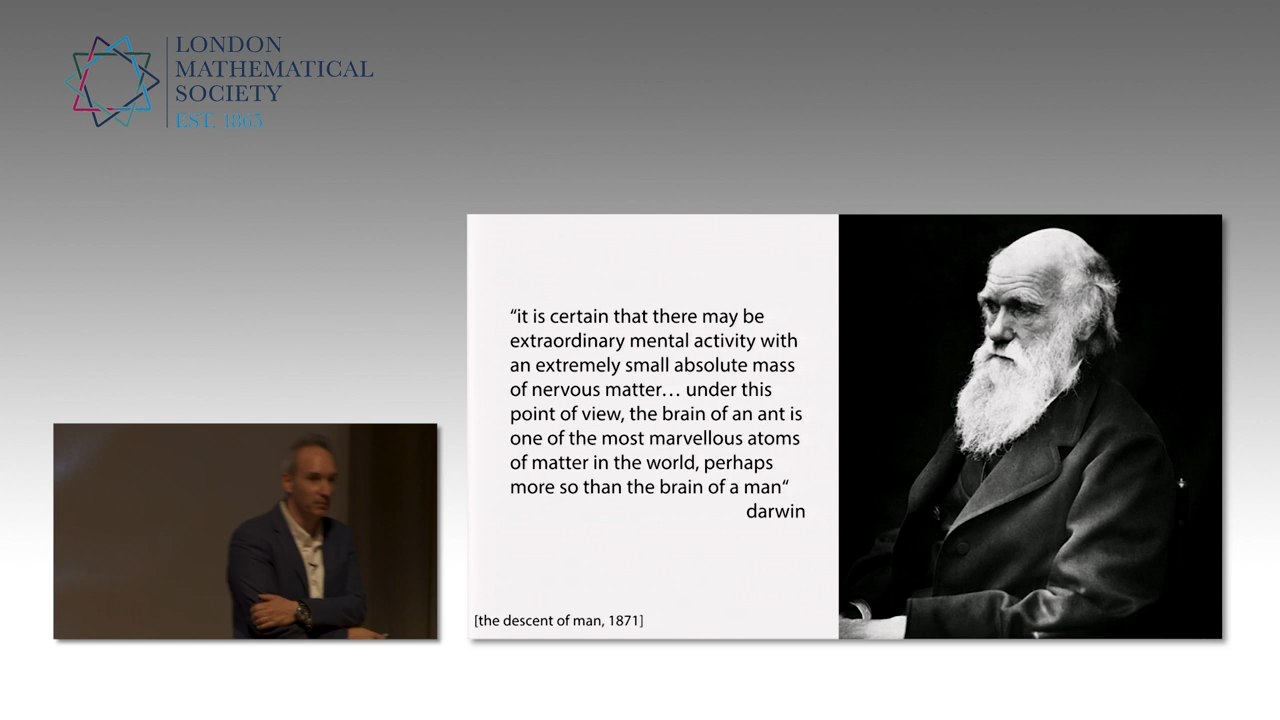 LONDON
MATHEMATICAL
SOCIETY
EST. 1865
“it is certain that there may be
extraordinary mental activity with
an extremely small absolute mass
of nervous matter… under this
point of view, the brain of an ant is
one of the most marvellous atoms
of matter in the world, perhaps
more so than the brain of a man“
darwin
[the descent of man, 1871]